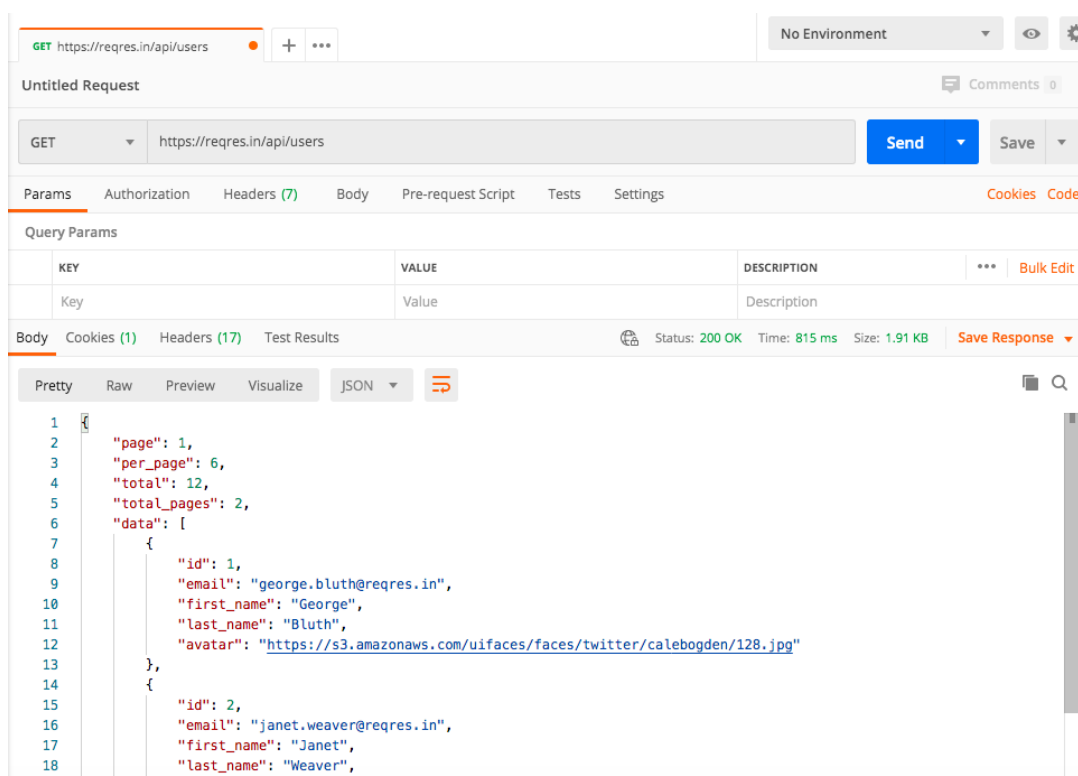 GET https://reqres.in/api/users + ••• No Environment
Untitled Request Comments 0
GET https://reqres.in/api/users Send Save
Params Authorization Headers (7) Body Pre-request Script Tests Settings Cookies Code
Query Params
KEY VALUE DESCRIPTION ••• Bulk Edit
Key Value Description
Body Cookies (1) Headers (17) Test Results Status: 200 OK Time: 815 ms Size: 1.91 KB Save Response
Pretty Raw Preview Visualize JSON
1 {
2 "page": 1,
3 "per_page": 6,
4 "total": 12,
5 "total_pages": 2,
6 "data": [
7 {
8 "id": 1,
9 "email": "george.bluth@reqres.in",
10 "first_name": "George",
11 "last_name": "Bluth",
12 "avatar": "https://s3.amazonaws.com/uifaces/faces/twitter/calebogden/128.jpg"
13 },
14 {
15 "id": 2,
16 "email": "janet.weaver@reqres.in",
17 "first_name": "Janet",
18 "last_name": "Weaver",